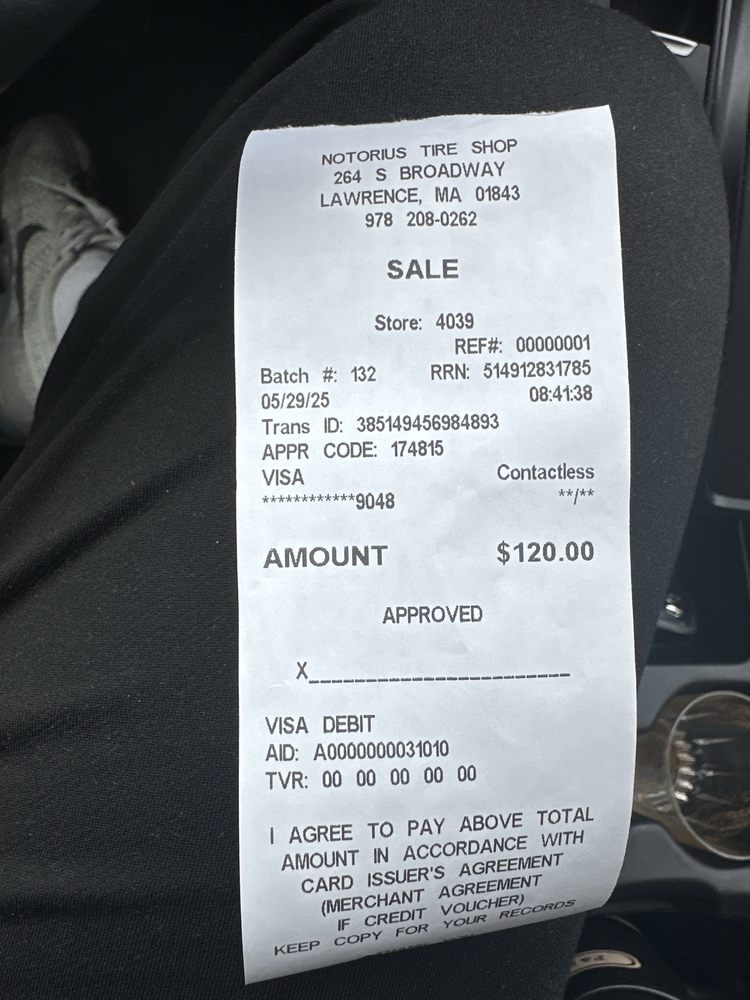 NOTORIUS TIRE SHOP
264 S BROADWAY
LAWRENCE, MA 01843
978 208-0262
SALE
Store: 4039
REF#: 00000001
Batch #: 132 RRN: 514912831785
05/29/25 08:41:38
Trans ID: 385149456984893
APPR CODE: 174815
VISA Contactless
************9048 **/**
AMOUNT $120.00
APPROVED
X_______________________
VISA DEBIT
AID: A0000000031010
TVR: 00 00 00 00 00
I AGREE TO PAY ABOVE TOTAL
AMOUNT IN ACCORDANCE WITH
CARD ISSUER'S AGREEMENT
(MERCHANT AGREEMENT
IF CREDIT VOUCHER)
KEEP COPY FOR YOUR RECORDS